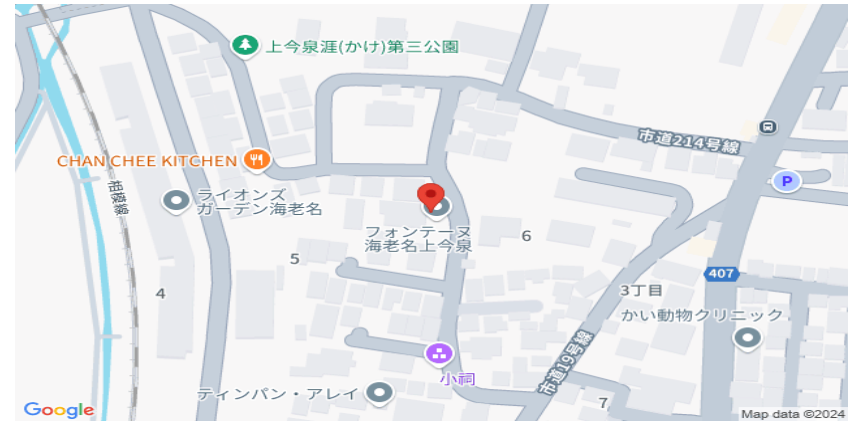 上今泉涯(かけ)第三公園
市道214号線
CHAN CHEE KITCHEN
P
相模線
ライオンズ
ガーデン海老名
フォンテーヌ
海老名上今泉
6
5
407
4
3丁目
かい動物クリニック
市道19号線
小祠
ティンパン・アレイ
7
Google
Map data ©2024